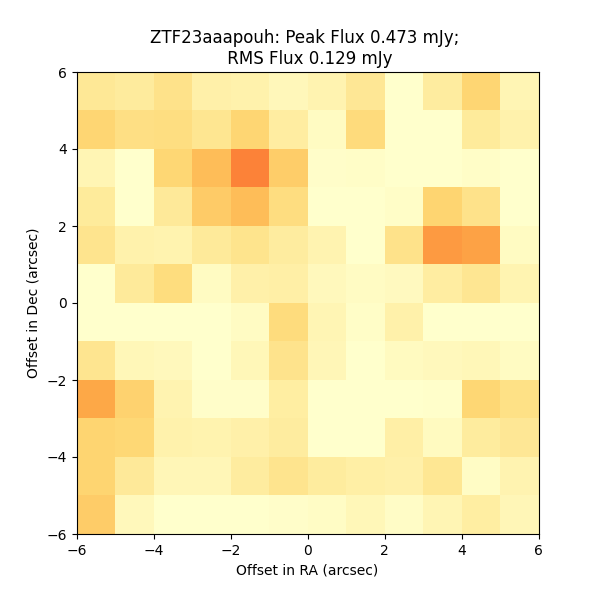 ZTF23aaapouh: Peak Flux 0.473 mJy;
RMS Flux 0.129 mJy
6
4
2
0
−2
−4
−6
Offset in Dec (arcsec)
−6 −4 −2 0 2 4 6
Offset in RA (arcsec)